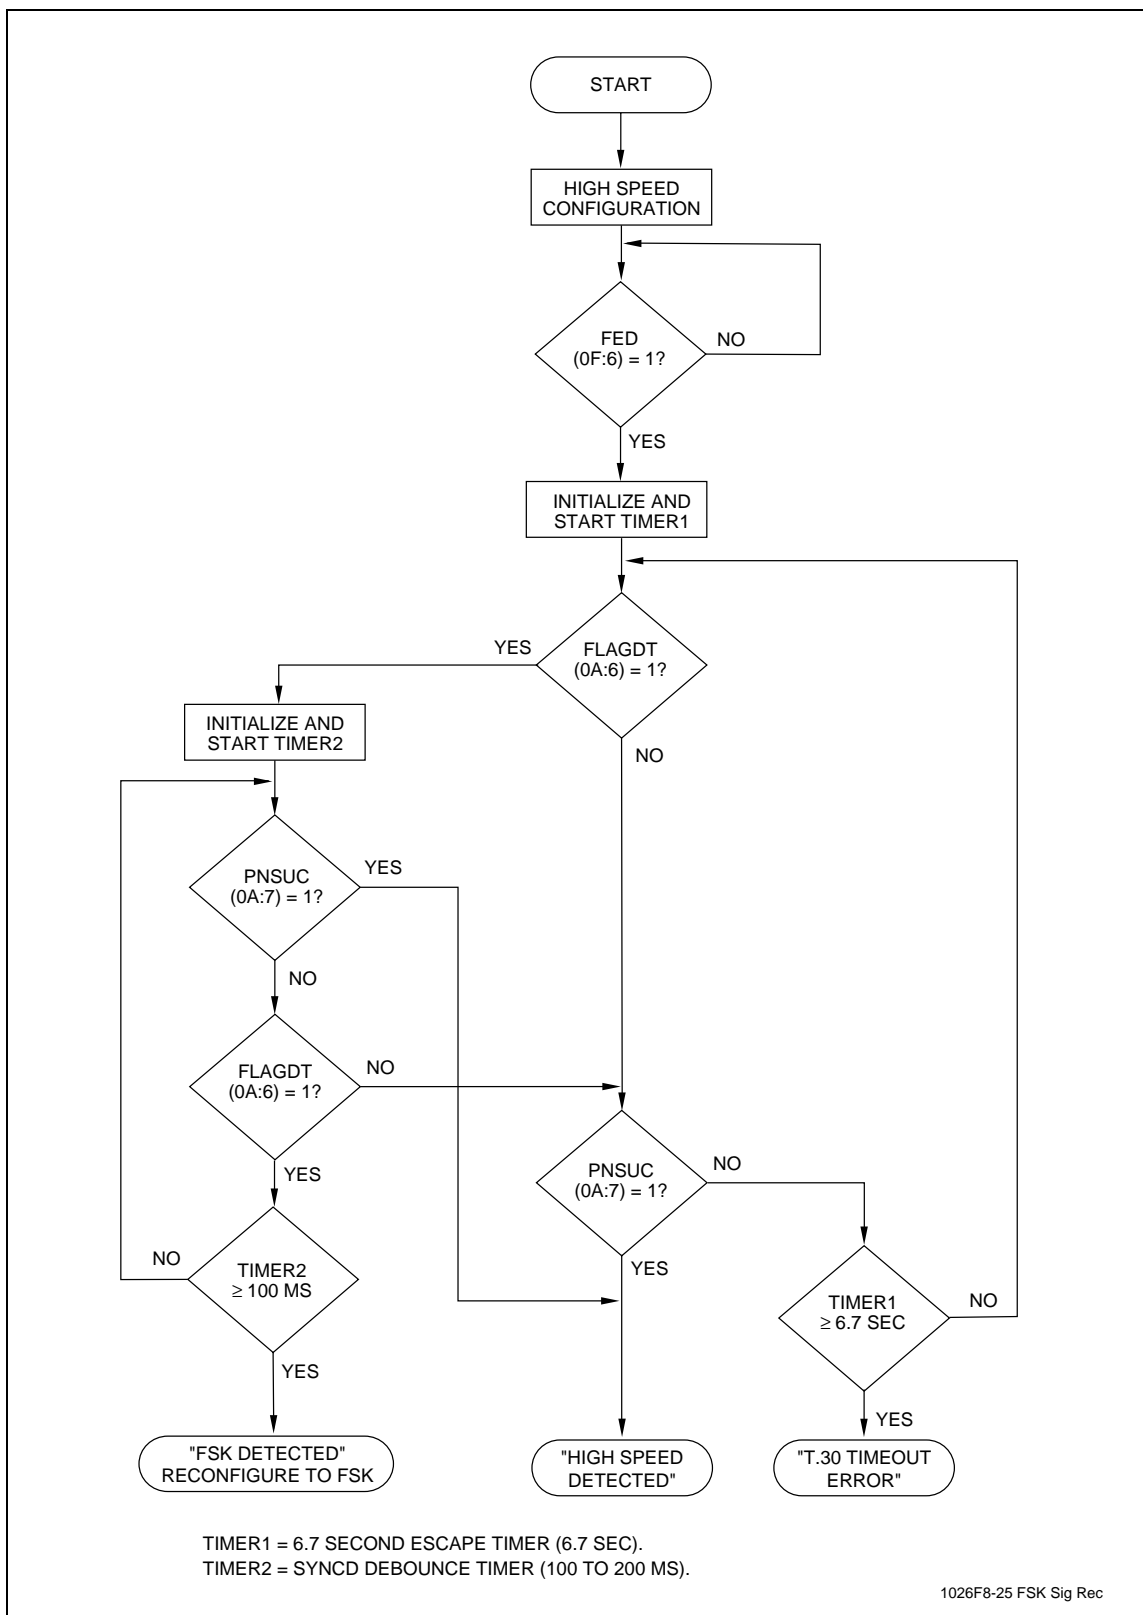 START
HIGH SPEED
CONFIGURATION
FED
(0F:6) = 1?
NO
YES
INITIALIZE AND
START TIMER1
YES
FLAGDT
(0A:6) = 1?
INITIALIZE AND
START TIMER2
NO
PNSUC
(0A:7) = 1?
YES
NO
FLAGDT
(0A:6) = 1?
NO
YES
PNSUC
(0A:7) = 1?
NO
NO
TIMER2
≥ 100 MS
YES
TIMER1
≥ 6.7 SEC
NO
YES
YES
"FSK DETECTED"
RECONFIGURE TO FSK
"HIGH SPEED
DETECTED"
"T.30 TIMEOUT
ERROR"
TIMER1 = 6.7 SECOND ESCAPE TIMER (6.7 SEC).
TIMER2 = SYNCD DEBOUNCE TIMER (100 TO 200 MS).
1026F8-25 FSK Sig Rec